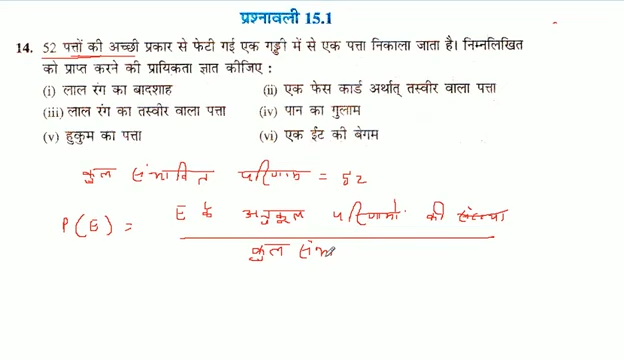 प्रश्नावली 15.1
14. 52 पत्तों की अच्छी प्रकार से फेटी गई एक गड्डी में से एक पत्ता निकाला जाता है। निम्नलिखित
को प्राप्त करने की प्रायिकता ज्ञात कीजिए :
(i) लाल रंग का बादशाह (ii) एक फेस कार्ड अर्थात् तस्वीर वाला पत्ता
(iii) लाल रंग का तस्वीर वाला पत्ता (iv) पान का गुलाम
(v) हुकुम का पत्ता (vi) एक ईंट की बेगम
कुल संभावित परिणाम = 52
P(E) = E के अनुकूल परिणामों की संख्या
कुल संभा